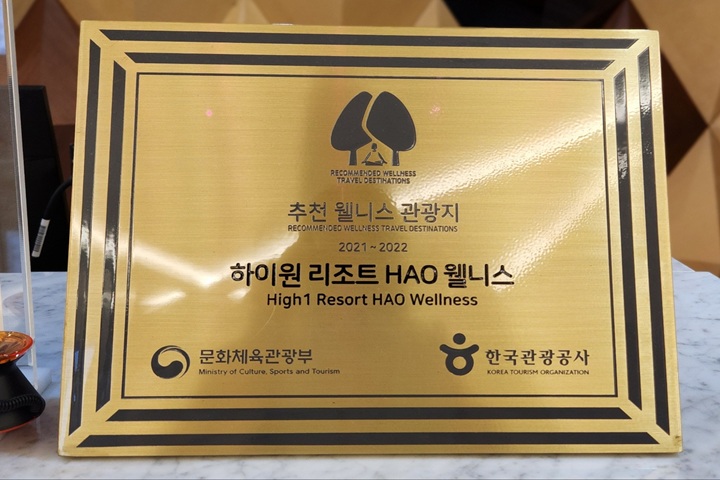 RECOMMENDED WELLNESS
TRAVEL DESTINATIONS
추천 웰니스 관광지
RECOMMENDED WELLNESS TRAVEL DESTINATIONS
2021~2022
하이원 리조트 HAO 웰니스
High1 Resort HAO Wellness
문화체육관광부
Ministry of Culture, Sports and Tourism
한국관광공사
KOREA TOURISM ORGANIZATION